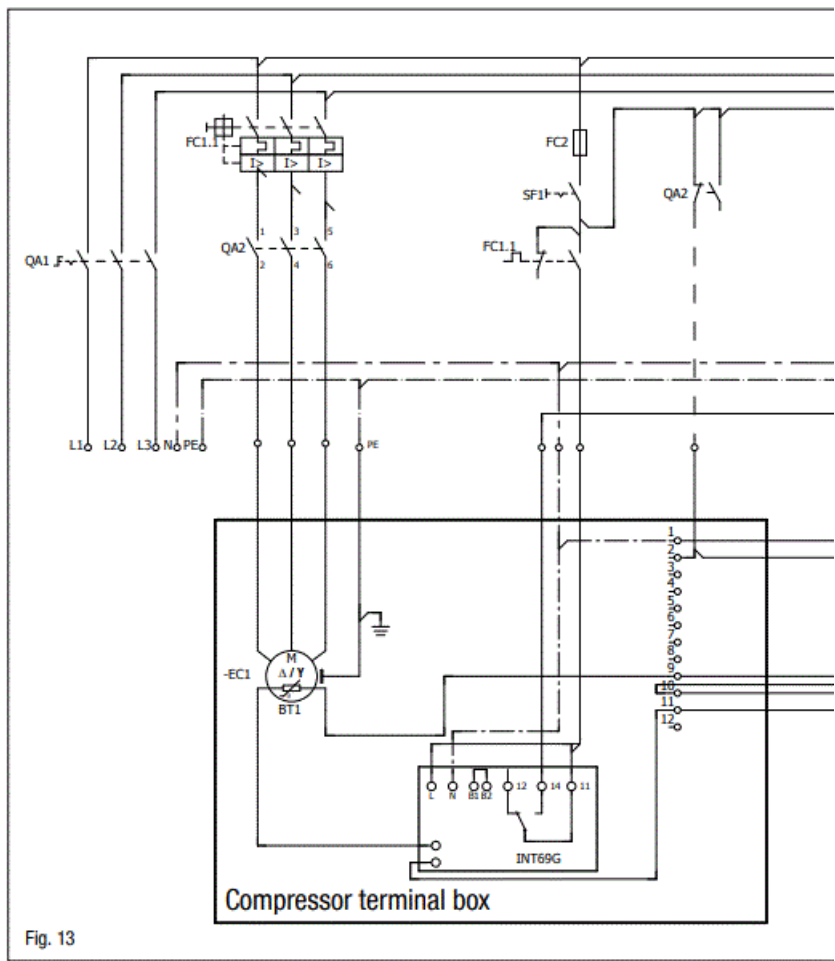 FC1.1
I> I> I>
FC2
SF1
QA2
1 3 5
QA2
2 4 6
FC1.1
QA1
L1 L2 L3 N PE
PE
1
2
3
4
5
6
7
8
9
10
11
12
M
-EC1
Δ / Y
BT1
L N B1 B2 12 14 11
INT69G
Compressor terminal box
Fig. 13